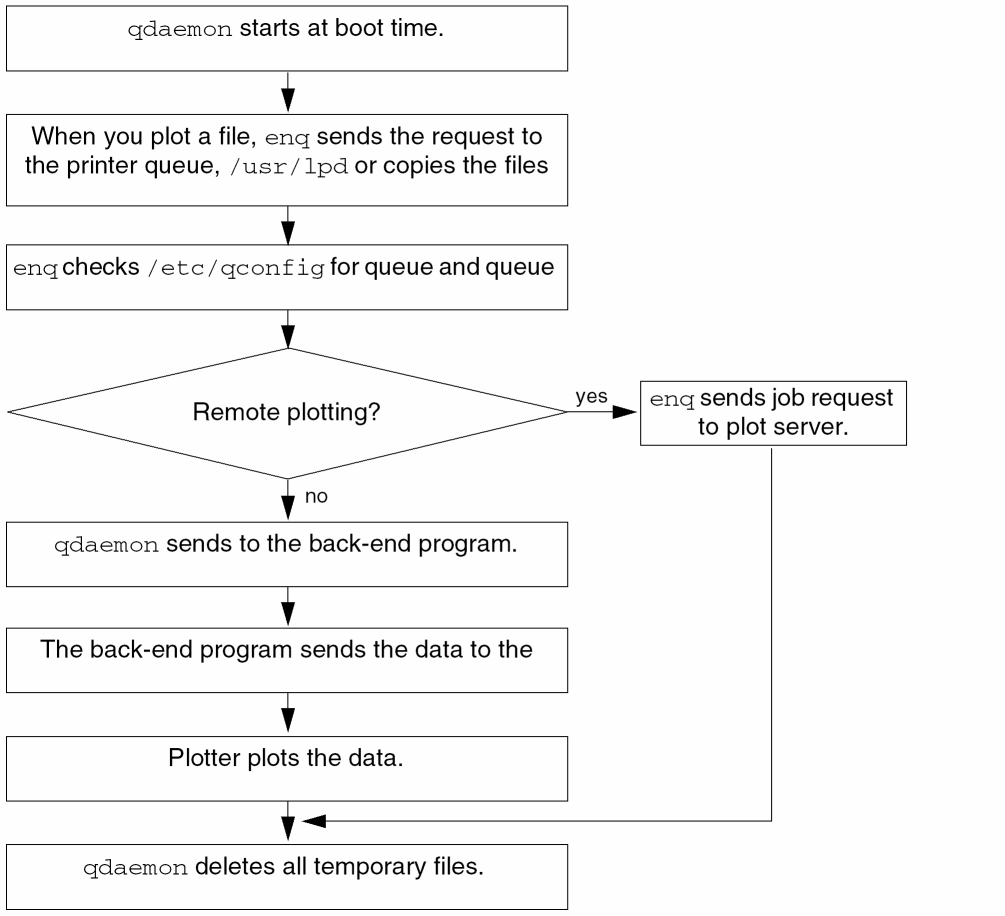 qdaemon starts at boot time.
When you plot a file, enq sends the request to
the printer queue, /usr/lpd or copies the files
enq checks /etc/qconfig for queue and queue
Remote plotting?
yes
enq sends job request
to plot server.
no
qdaemon sends to the back-end program.
The back-end program sends the data to the
Plotter plots the data.
qdaemon deletes all temporary files.